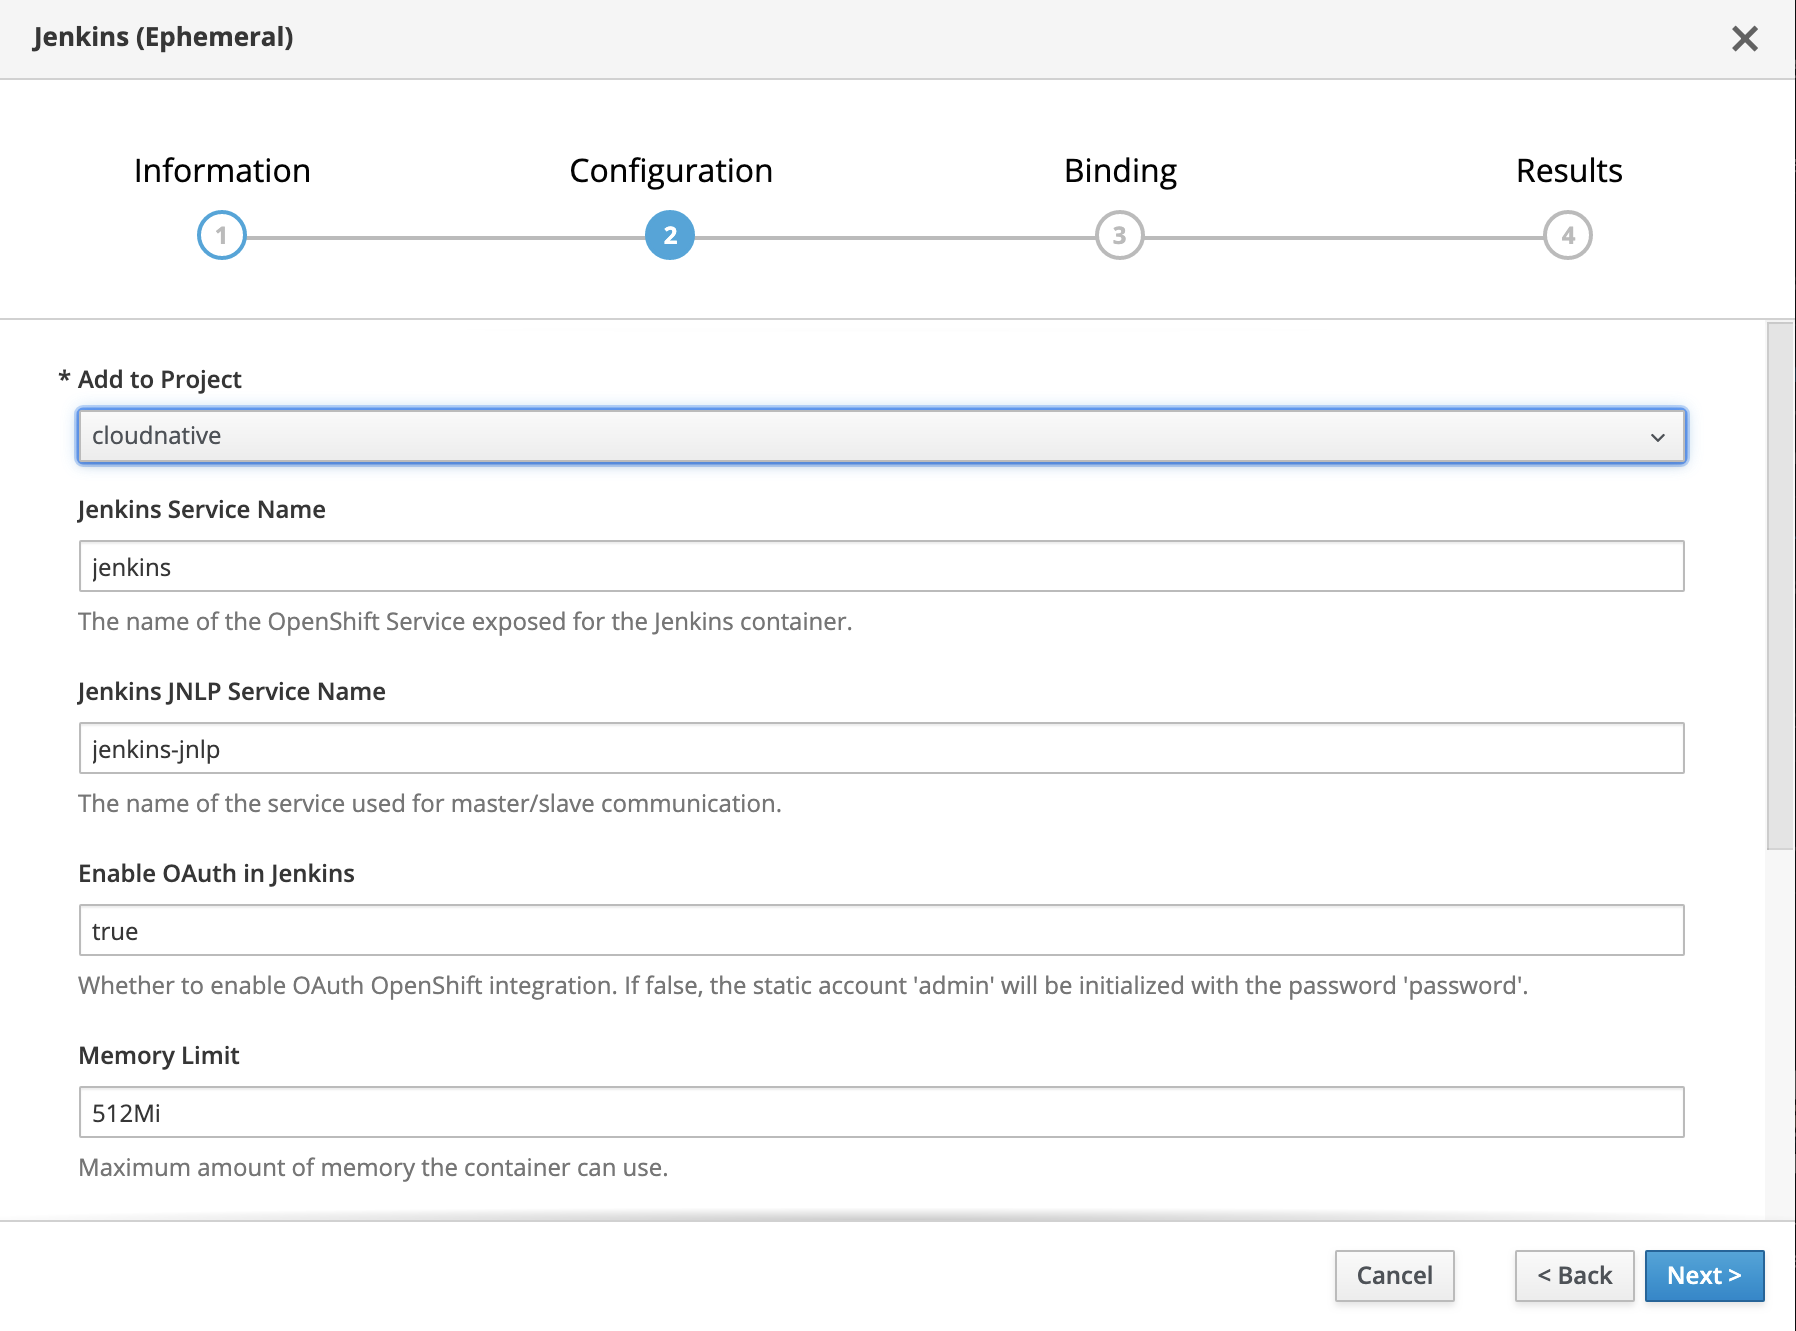 Jenkins (Ephemeral)
Information
Configuration
Binding
Results
1
2
3
4
* Add to Project
cloudnative
Jenkins Service Name
jenkins
The name of the OpenShift Service exposed for the Jenkins container.
Jenkins JNLP Service Name
jenkins-jnlp
The name of the service used for master/slave communication.
Enable OAuth in Jenkins
true
Whether to enable OAuth OpenShift integration. If false, the static account 'admin' will be initialized with the password 'password'.
Memory Limit
512Mi
Maximum amount of memory the container can use.
Cancel
< Back
Next >